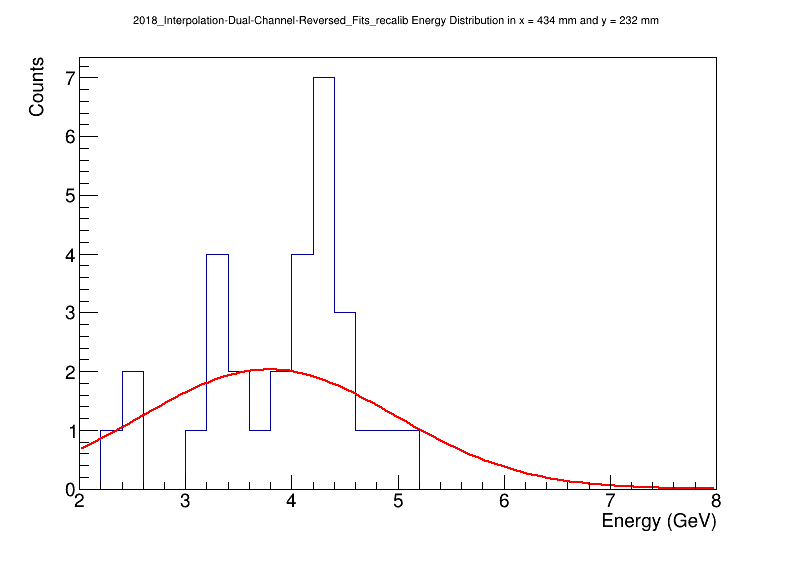 2018_Interpolation-Dual-Channel-Reversed_Fits_recalib Energy Distribution in x = 434 mm and y = 232 mm
Counts
7
6
5
4
3
2
1
0
2 3 4 5 6 7 8
Energy (GeV)